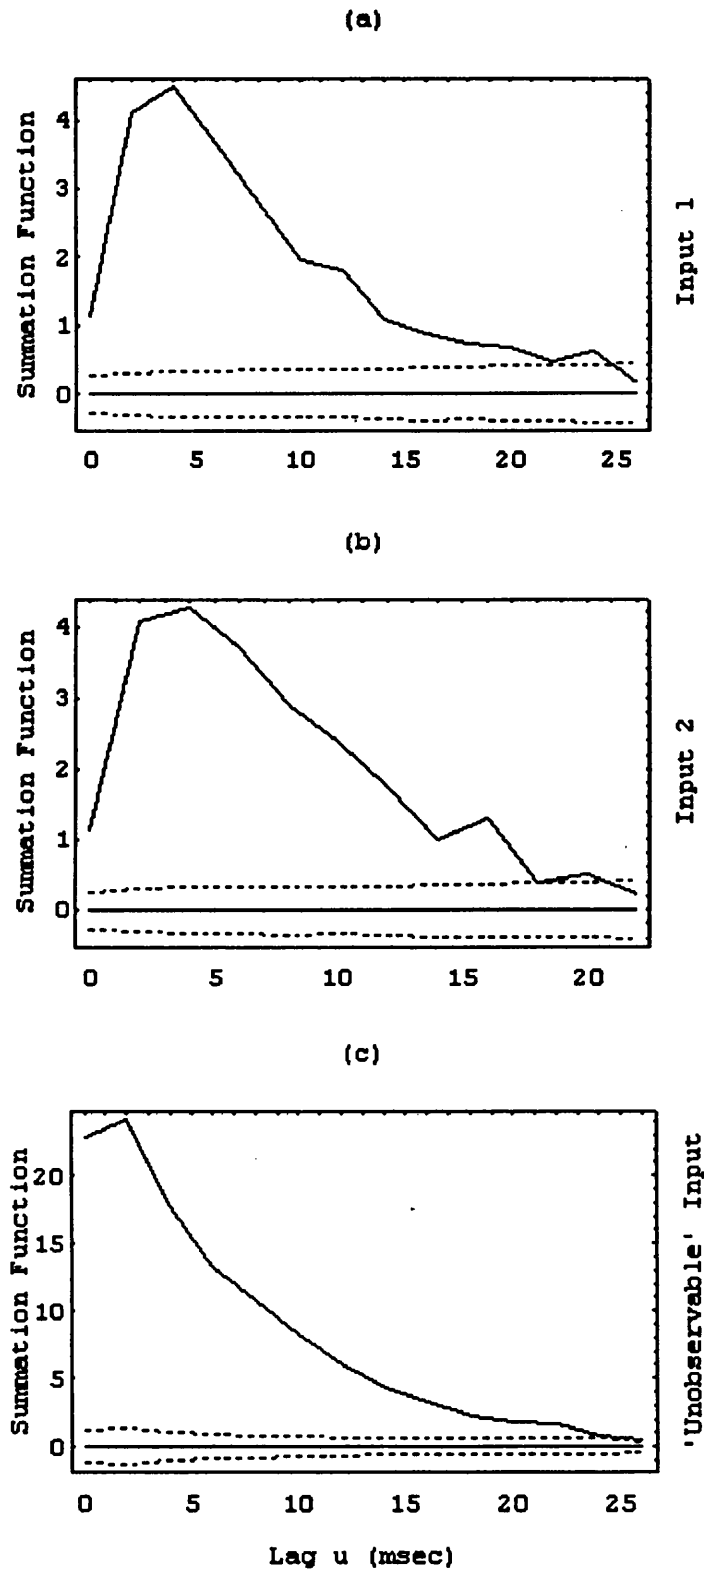 (a)
Summation Function
4
3
2
1
0
0 5 10 15 20 25
Input 1
(b)
Summation Function
4
3
2
1
0
0 5 10 15 20
Input 2
(c)
Summation Function
20
15
10
5
0
0 5 10 15 20 25
'Unobservable' Input
Lag u (msec)